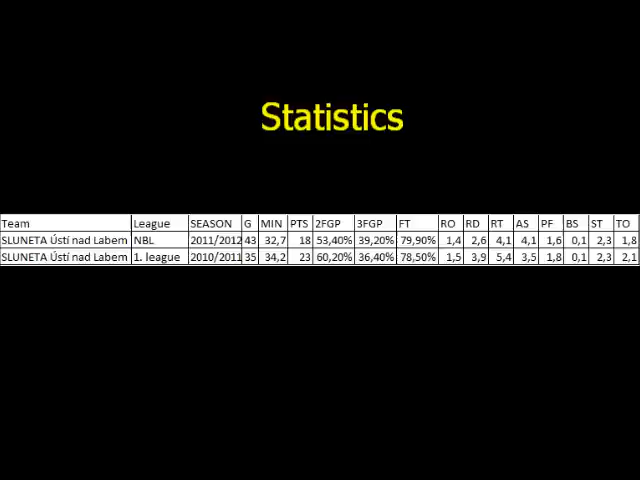 Statistics
Team League SEASON G MIN PTS 2FGP 3FGP FT RO RD RT AS PF BS ST TO
SLUNETA Ústí nad Labem NBL 2011/2012 43 32,7 18 53,40% 39,20% 79,90% 1,4 2,6 4,1 4,1 1,6 0,1 2,3 1,8
SLUNETA Ústí nad Labem 1. league 2010/2011 35 34,2 23 60,20% 36,40% 78,50% 1,5 3,9 5,4 3,5 1,8 0,1 2,3 2,1